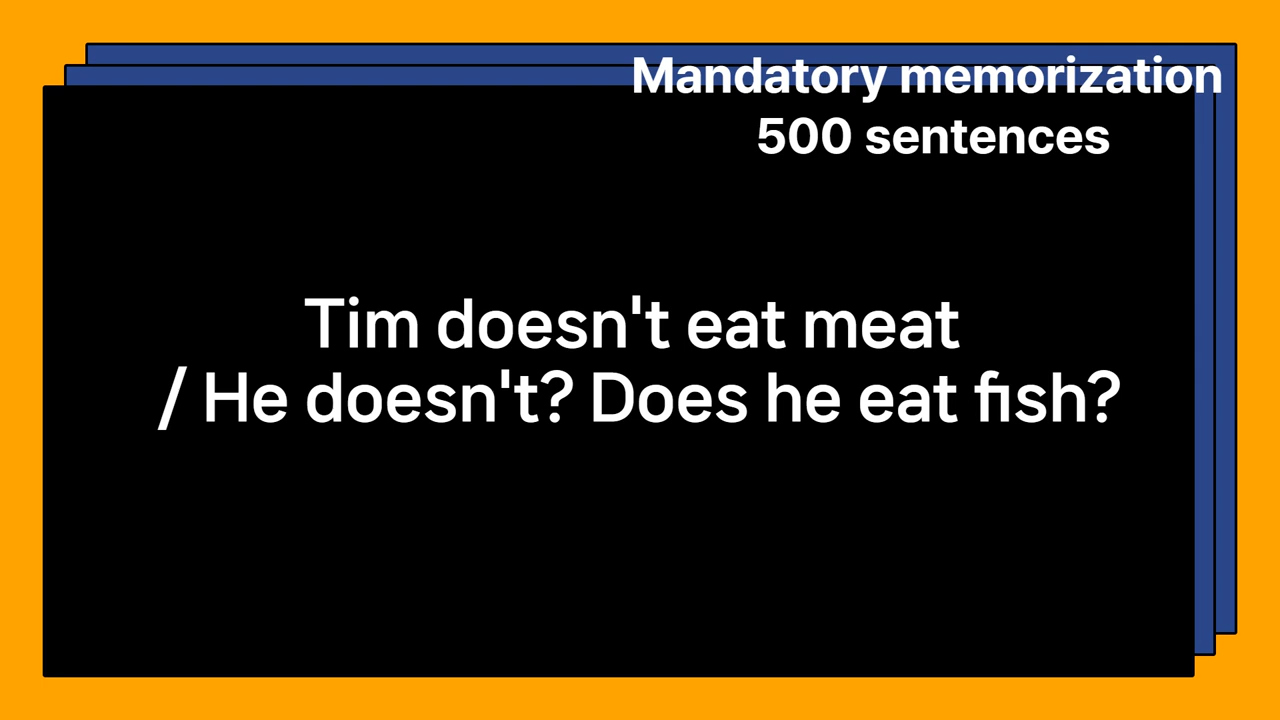 Mandatory memorization
500 sentences
Tim doesn't eat meat
/ He doesn't? Does he eat fish?